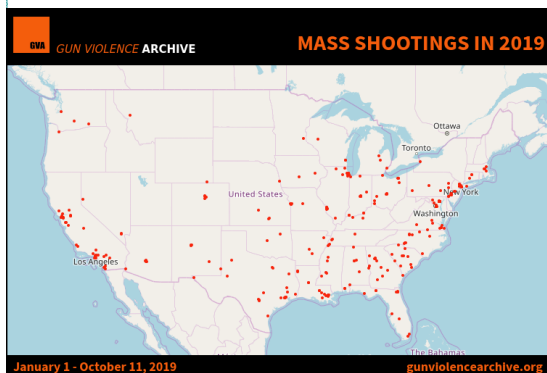 GVA
GUN VIOLENCE ARCHIVE
MASS SHOOTINGS IN 2019
Ottawa
Toronto
New York
United States
Washington
Los Angeles
The Bahamas
January 1 - October 11, 2019
gunviolencearchive.org